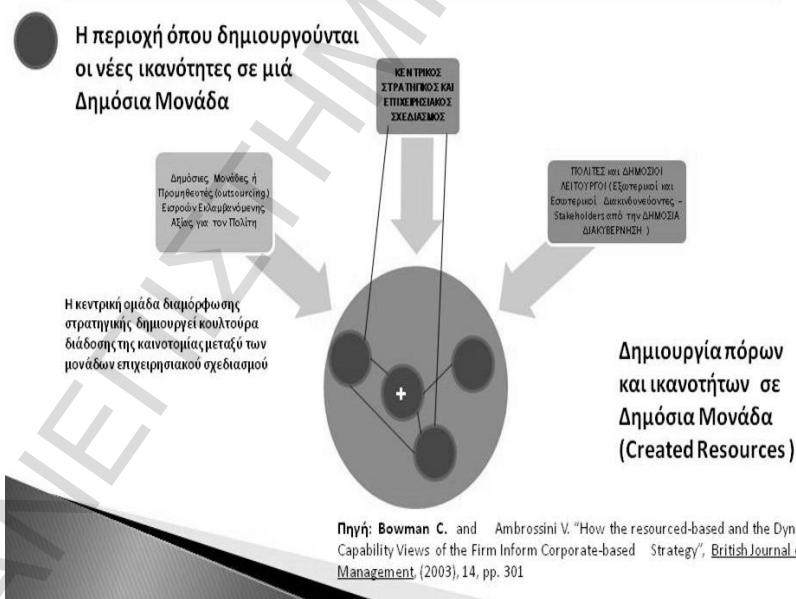 Η περιοχή όπου δημιουργούνται
οι νέες ικανότητες σε μιά
Δημόσια Μονάδα
ΚΕΝΤΡΙΚΟΣ
ΣΤΡΑΤΗΓΙΚΟΣ ΚΑΙ
ΕΠΙΧΕΙΡΗΣΙΑΚΟΣ
ΣΧΕΔΙΑΣΜΟΣ
Δημόσιες Μονάδες ή
Προμηθευτές (outsourcing)
Εισροών Εκλαμβανόμενης
Αξίας για τον Πολίτη
ΠΟΛΙΤΕΣ και ΔΗΜΟΣΙΟΙ
ΛΕΙΤΟΥΡΓΟΙ (Εξωτερικοί και
Εσωτερικοί Διακινδυνεύοντες –
Stakeholders από την ΔΗΜΟΣΙΑ
ΔΙΑΚΥΒΕΡΝΗΣΗ )
Η κεντρική ομάδα διαμόρφωσης
στρατηγικής δημιουργεί κουλτούρα
διάδοσης της καινοτομίας μεταξύ των
μονάδων επιχειρησιακού σχεδιασμού
+
Δημιουργία πόρων
και ικανοτήτων σε
Δημόσια Μονάδα
(Created Resources )
Πηγή: Bowman C. and Ambrossini V. "How the resourced-based and the Dyn
Capability Views of the Firm Inform Corporate-based Strategy", British Journal
Management, (2003), 14, pp. 301
ΠΑΝΕΠΙΣΤΗΜ